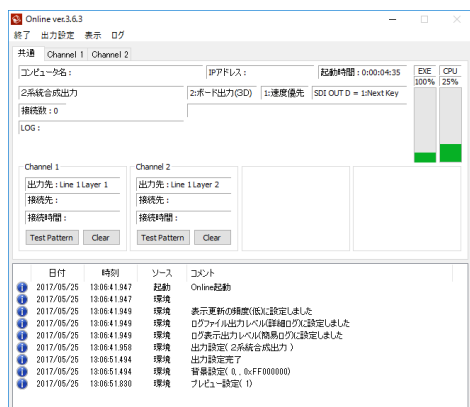 Online ver.3.6.3
終了 出力設定 表示 ログ
共通 Channel 1 Channel 2
コンピュータ名: IPアドレス: 起動時間:0:00:04:35 EXE CPU
100% 25%
2系統合成出力 2:ボード出力(3D) 1:速度優先 SDI OUT D = 1:Next Key
接続数:0
LOG:
Channel 1 Channel 2
出力先:Line 1 Layer 1 出力先:Line 1 Layer 2
接続先: 接続先:
接続時間: 接続時間:
Test Pattern Clear Test Pattern Clear
日付 時刻 ソース コメント
2017/05/25 13:06:41.947 起動 Online起動
2017/05/25 13:06:41.947 環境
2017/05/25 13:06:41.949 環境 表示更新の頻度(低)に設定しました
2017/05/25 13:06:41.949 環境 ログファイル出力レベル(詳細ログ)に設定しました
2017/05/25 13:06:41.949 環境 ログ表示出力レベル(簡易ログ)に設定しました
2017/05/25 13:06:41.958 環境 出力設定( 2系統合成出力 )
2017/05/25 13:06:51.494 環境 出力設定完了
2017/05/25 13:06:51.494 環境 背景設定( 0, , 0xFF000000)
2017/05/25 13:06:51.830 環境 プレビュー設定( 1)